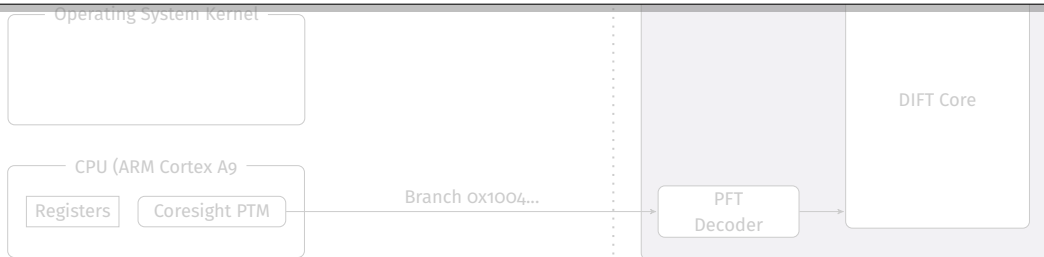 Operating System Kernel
DIFT Core
CPU (ARM Cortex A9
Registers
Coresight PTM
Branch 0x1004...
PFT
Decoder